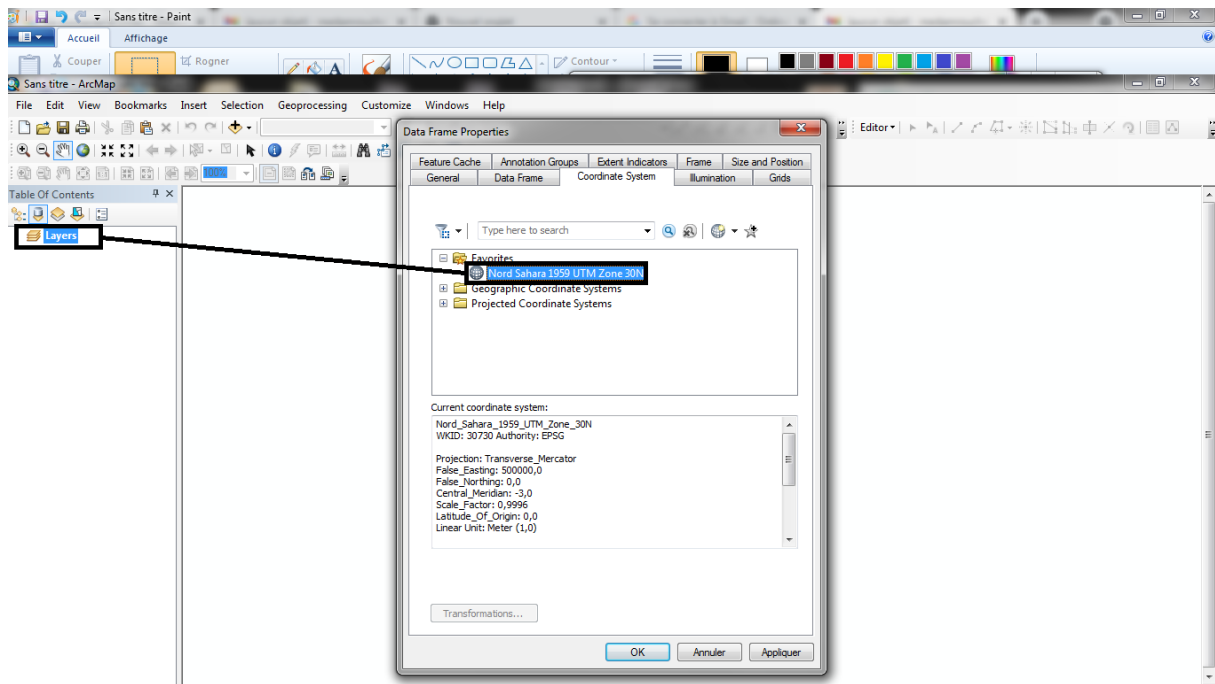 Sans titre - Paint
Accueil Affichage
Couper Rogner Contour
A
Sans titre - ArcMap
File Edit View Bookmarks Insert Selection Geoprocessing Customize Windows Help
Data Frame Properties
Editor
Feature Cache Annotation Groups Extent Indicators Frame Size and Position
General Data Frame Coordinate System Illumination Grids
100%
Table Of Contents
Layers
Type here to search
Favorites
Nord Sahara 1959 UTM Zone 30N
Geographic Coordinate Systems
Projected Coordinate Systems
Current coordinate system:
Nord_Sahara_1959_UTM_Zone_30N
WKID: 30730 Authority: EPSG
Projection: Transverse_Mercator
False_Easting: 500000,0
False_Northing: 0,0
Central_Meridian: -3,0
Scale_Factor: 0,9996
Latitude_Of_Origin: 0,0
Linear Unit: Meter (1,0)
Transformations...
OK Annuler Appliquer